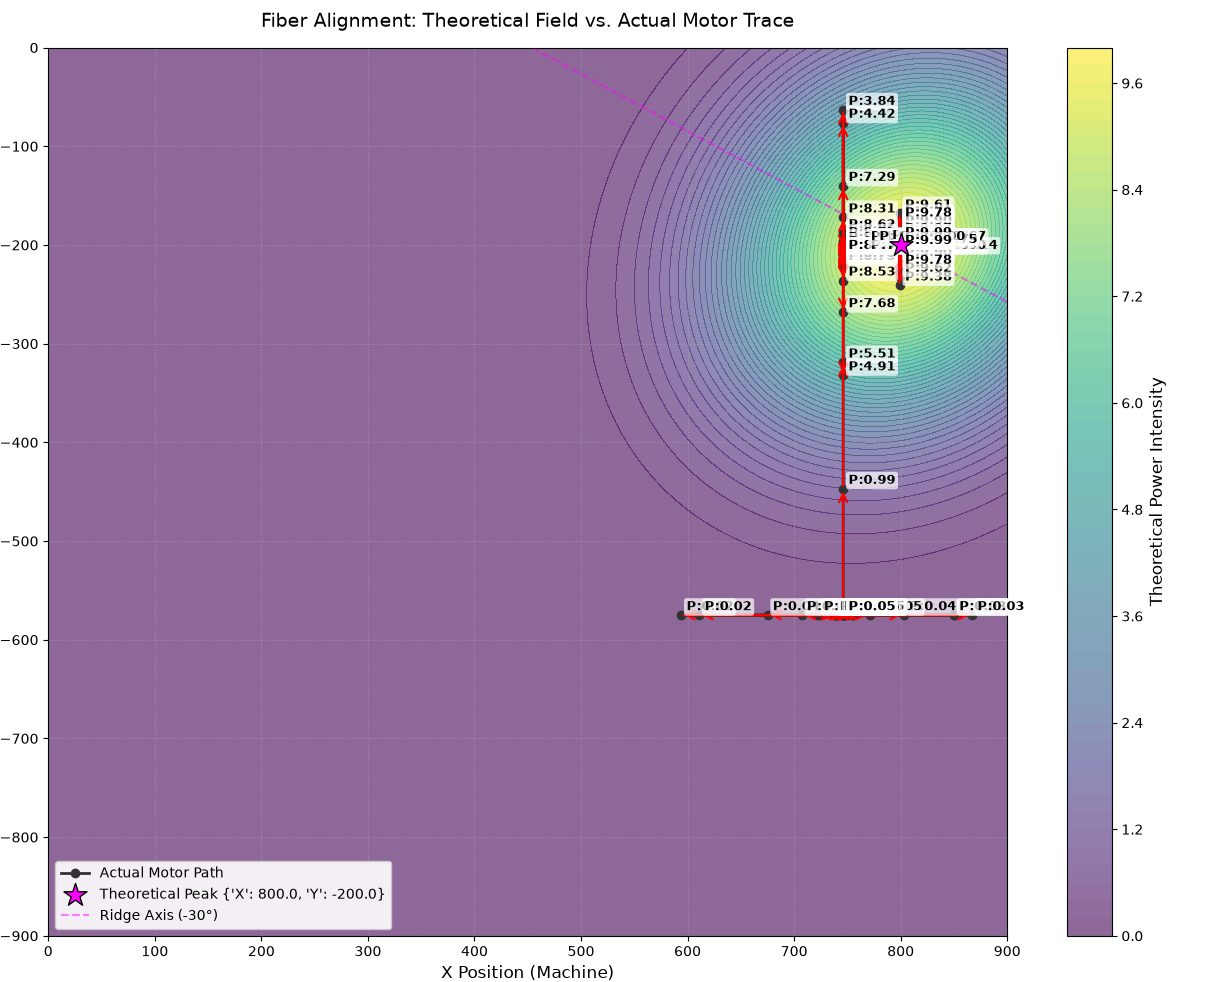 Fiber Alignment: Theoretical Field vs. Actual Motor Trace
0
−100
−200
−300
−400
−500
−600
−700
−800
−900
P:3.84
P:4.42
P:7.29
P:8.31
P:8.62
P:8.53
P:7.68
P:5.51
P:4.91
P:0.99
P:9.61
P:9.78
P:9.99
P:9.78
P:9.38
P:0.02
P:0.05
P:0.03
Actual Motor Path
Theoretical Peak {'X': 800.0, 'Y': -200.0}
Ridge Axis (-30°)
0 100 200 300 400 500 600 700 800 900
X Position (Machine)
9.6
8.4
7.2
6.0
4.8
3.6
2.4
1.2
0.0
Theoretical Power Intensity